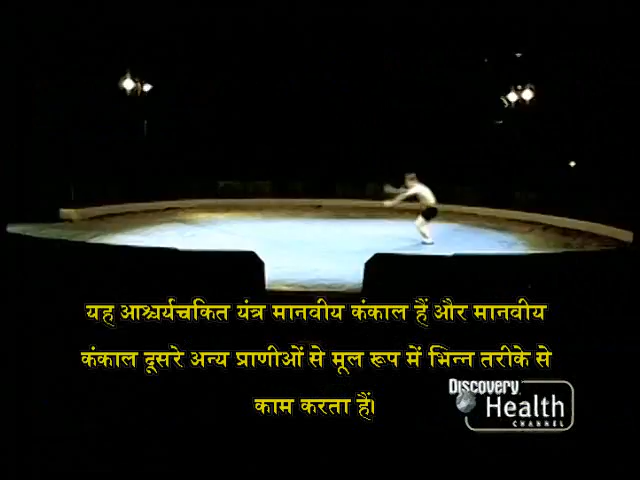 यह आश्चर्यचकित यंत्र मानवीय कंकाल हैं और मानवीय
कंकाल दूसरे अन्य प्राणीओं से मूल रूप में भिन्न तरीके से
काम करता हैं।
Discovery
Health
CHANNEL